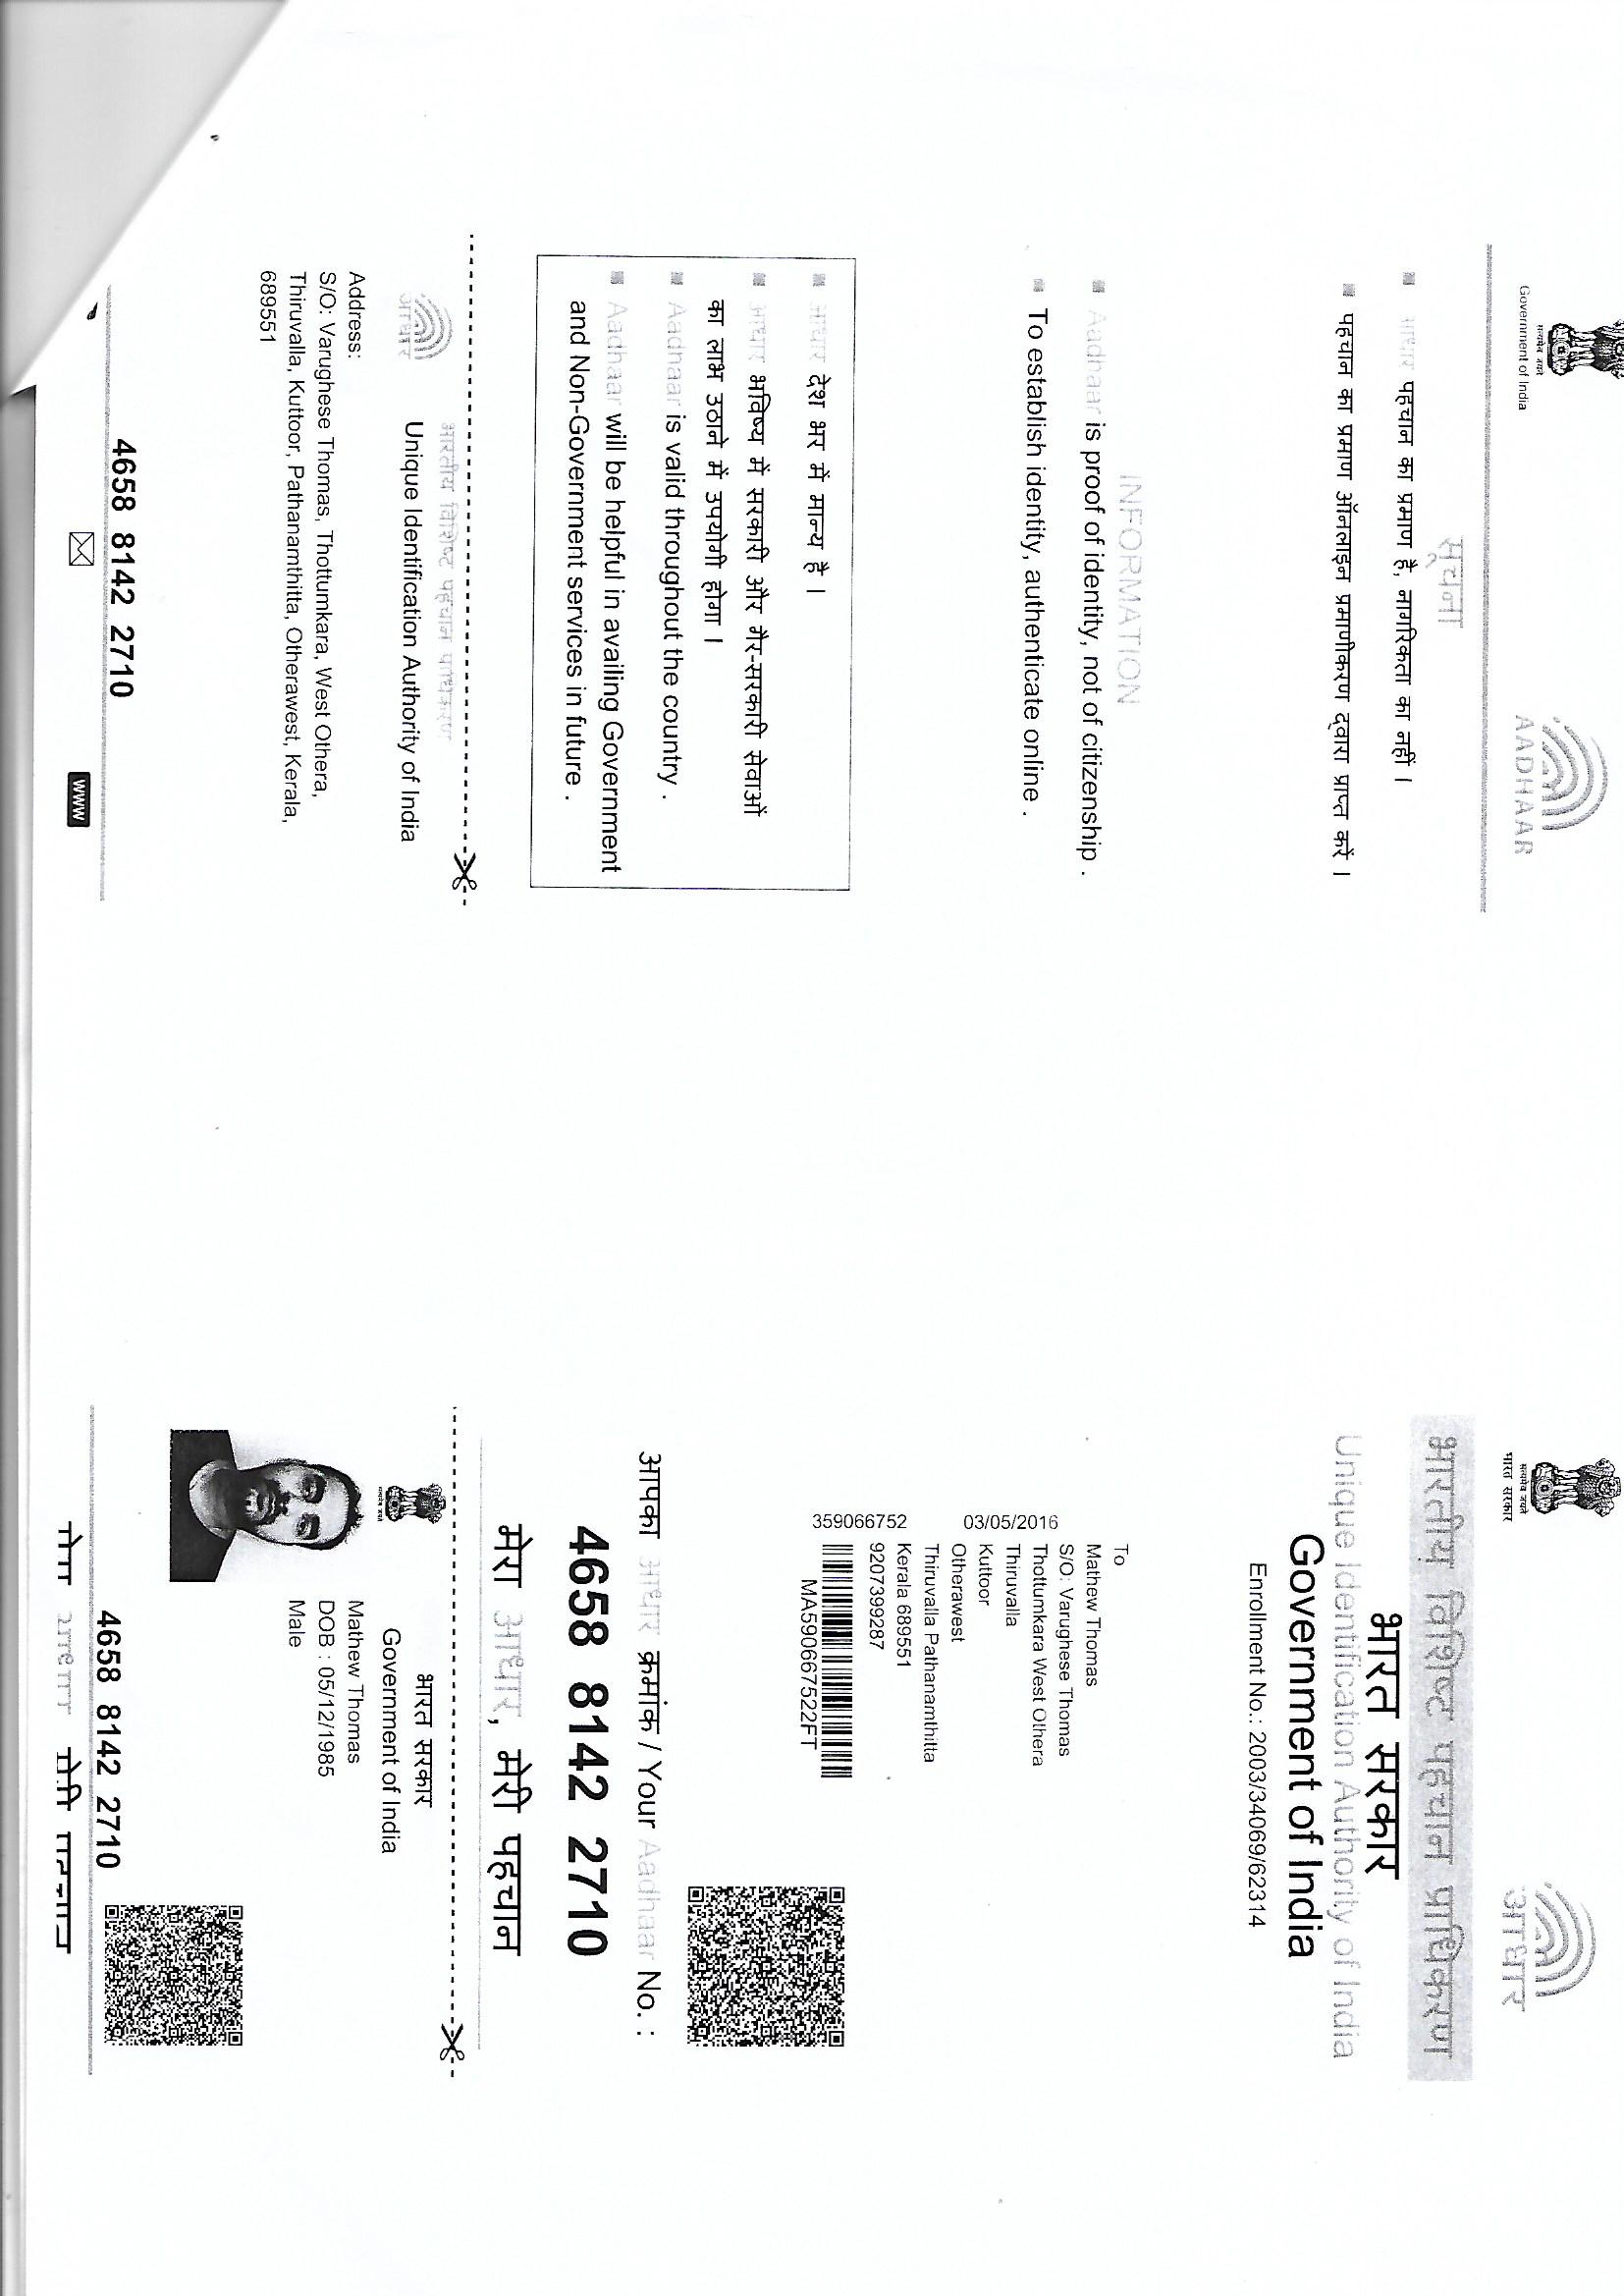 सत्यमेव जयते
भारत सरकार
आधार
भारतीय विशिष्ट पहचान प्राधिकरण
भारत सरकार
Unique Identification Authority of India
Government of India
Enrollment No.: 2003/34069/62314
To
Mathew Thomas
S/O: Varughese Thomas
Thottumkara West Othera
Thiruvalla
Kuttoor
Otherawest
Thiruvalla Pathanamthitta
Kerala 689551
9207399287
03/05/2016
359066752
MA590667522FT
आपका आधार क्रमांक / Your Aadhaar No. :
4658 8142 2710
मेरा आधार, मेरी पहचान
सत्यमेव जयते
भारत सरकार
Government of India
Mathew Thomas
DOB : 05/12/1985
Male
4658 8142 2710
सत्यमेव जयते
Government of India
AADHAAR
सूचना
आधार पहचान का प्रमाण है, नागरिकता का नहीं ।
पहचान का प्रमाण ऑनलाइन प्रमाणीकरण द्वारा प्राप्त करें ।
INFORMATION
Aadhaar is proof of identity, not of citizenship .
To establish identity, authenticate online .
आधार देश भर में मान्य है ।
आधार भविष्य में सरकारी और गैर-सरकारी सेवाओं
का लाभ उठाने में उपयोगी होगा ।
Aadhaar is valid throughout the country .
Aadhaar will be helpful in availing Government
and Non-Government services in future .
आधार
भारतीय विशिष्ट पहचान प्राधिकरण
Unique Identification Authority of India
Address:
S/O: Varughese Thomas, Thottumkara, West Othera,
Thiruvalla, Kuttoor, Pathanamthitta, Otherawest, Kerala,
689551
4658 8142 2710
www